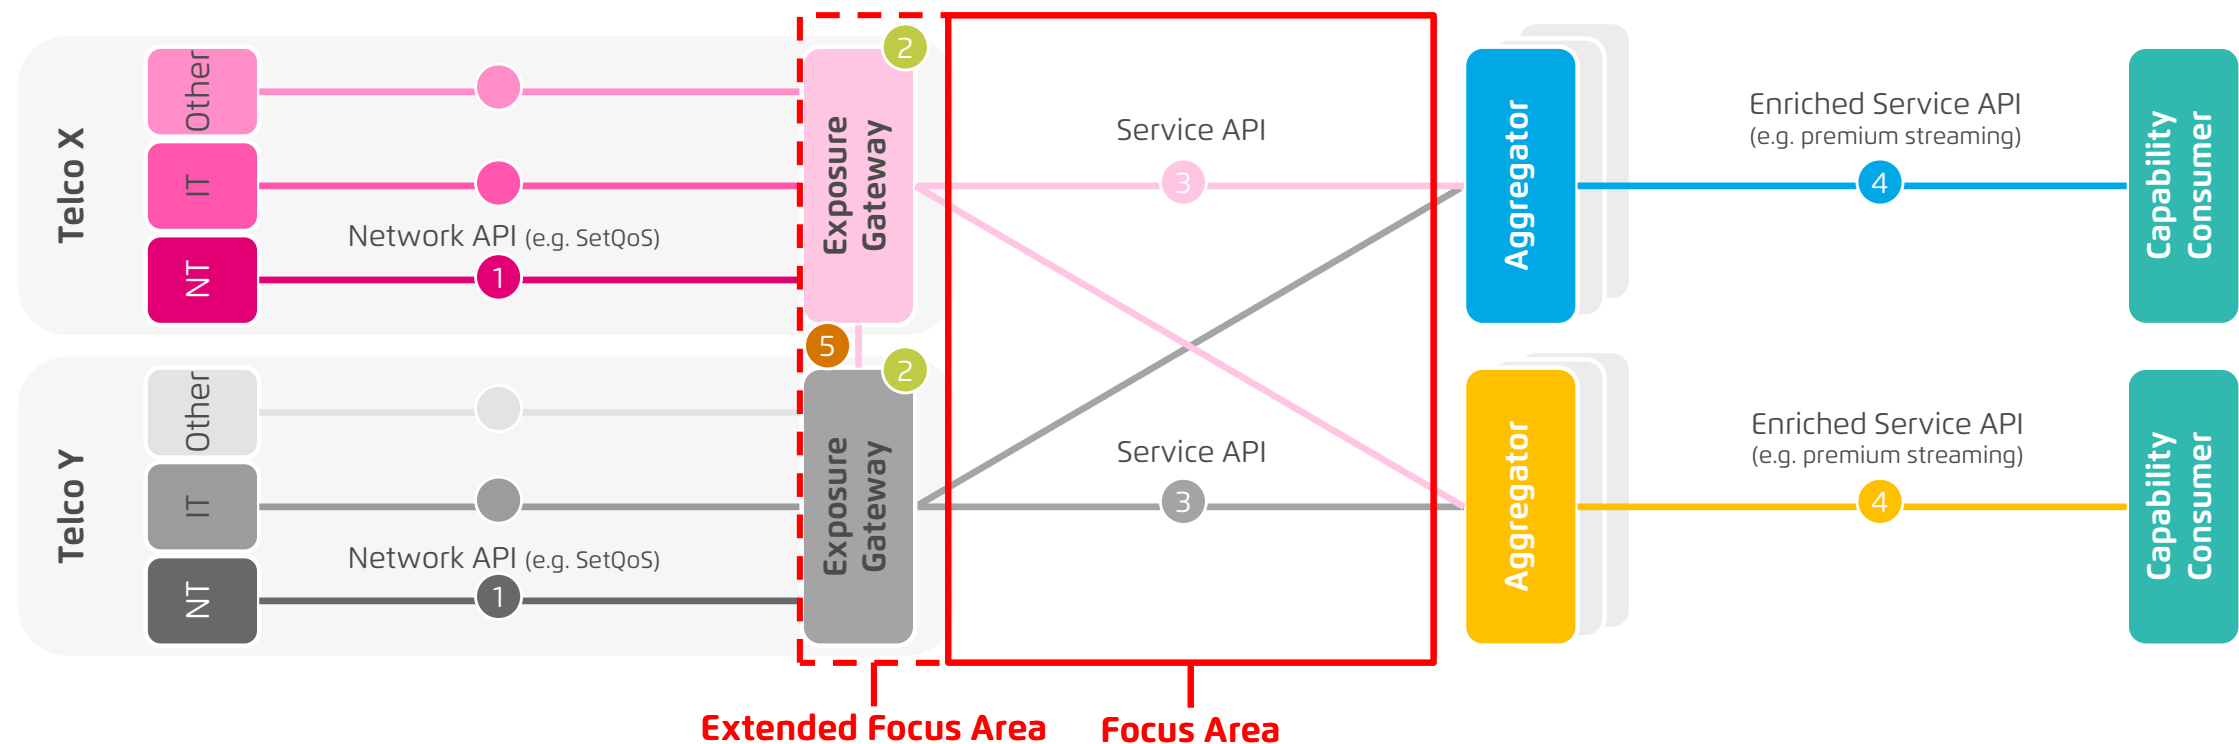 Telco X
Other
IT
NT
Network API (e.g. SetQoS)
1
Exposure
Gateway
2
Service API
3
Aggregator
Enriched Service API
(e.g. premium streaming)
4
Capability
Consumer
5
Telco Y
Other
IT
NT
Network API (e.g. SetQoS)
1
Exposure
Gateway
2
Service API
3
Aggregator
Enriched Service API
(e.g. premium streaming)
4
Capability
Consumer
Extended Focus Area
Focus Area